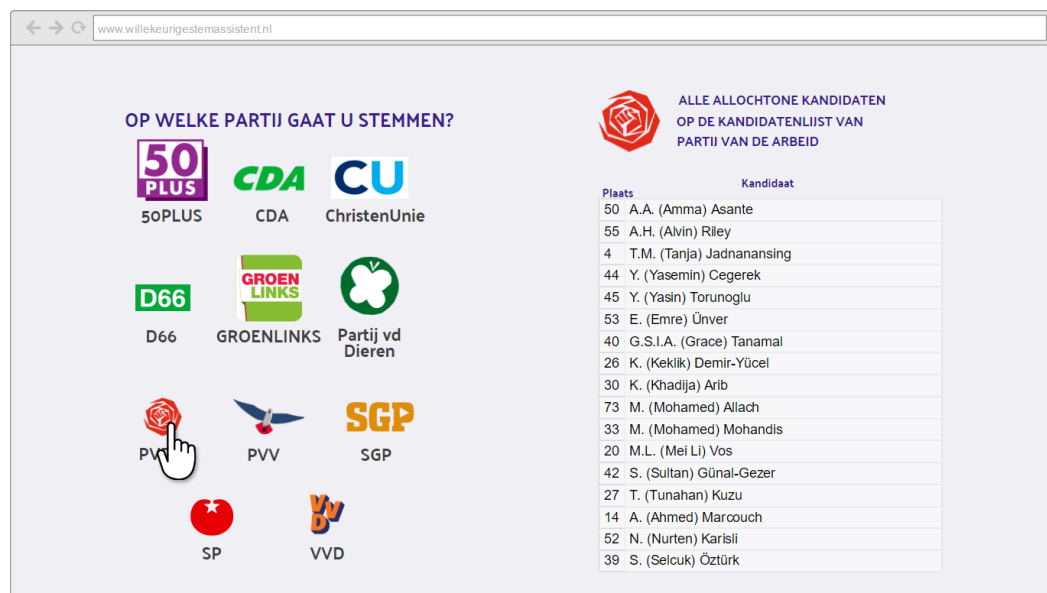 www.willekeurigestemassistent.nl
OP WELKE PARTIJ GAAT U STEMMEN?
50
PLUS
CDA
CU
50PLUS
CDA
ChristenUnie
D66
GROEN
LINKS
D66
GROENLINKS
Partij vd
Dieren
SGP
PV
PVV
SGP
VVD
SP
VVD
ALLE ALLOCHTONE KANDIDATEN
OP DE KANDIDATENLIJST VAN
PARTIJ VAN DE ARBEID
Plaats Kandidaat
50 A.A. (Amma) Asante
55 A.H. (Alvin) Riley
4 T.M. (Tanja) Jadnanansing
44 Y. (Yasemin) Cegerek
45 Y. (Yasin) Torunoglu
53 E. (Emre) Ünver
40 G.S.I.A. (Grace) Tanamal
26 K. (Keklik) Demir-Yücel
30 K. (Khadija) Arib
73 M. (Mohamed) Allach
33 M. (Mohamed) Mohandis
20 M.L. (Mei Li) Vos
42 S. (Sultan) Günal-Gezer
27 T. (Tunahan) Kuzu
14 A. (Ahmed) Marcouch
52 N. (Nurten) Karisli
39 S. (Selcuk) Öztürk